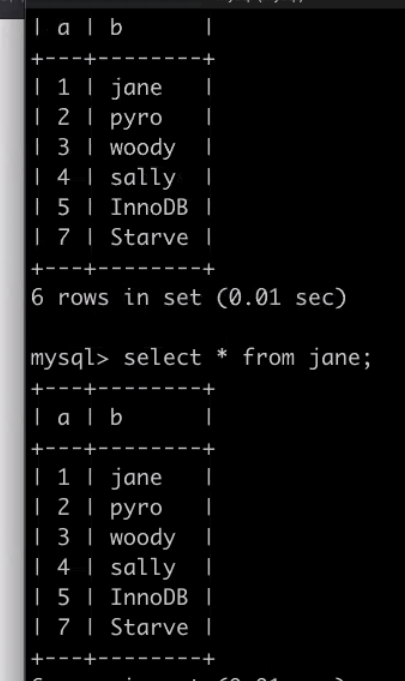 | a | b      |
+---+--------+
| 1 | jane   |
| 2 | pyro   |
| 3 | woody  |
| 4 | sally  |
| 5 | InnoDB |
| 7 | Starve |
+---+--------+
6 rows in set (0.01 sec)
mysql> select * from jane;
+---+--------+
| a | b      |
+---+--------+
| 1 | jane   |
| 2 | pyro   |
| 3 | woody  |
| 4 | sally  |
| 5 | InnoDB |
| 7 | Starve |
+---+--------+